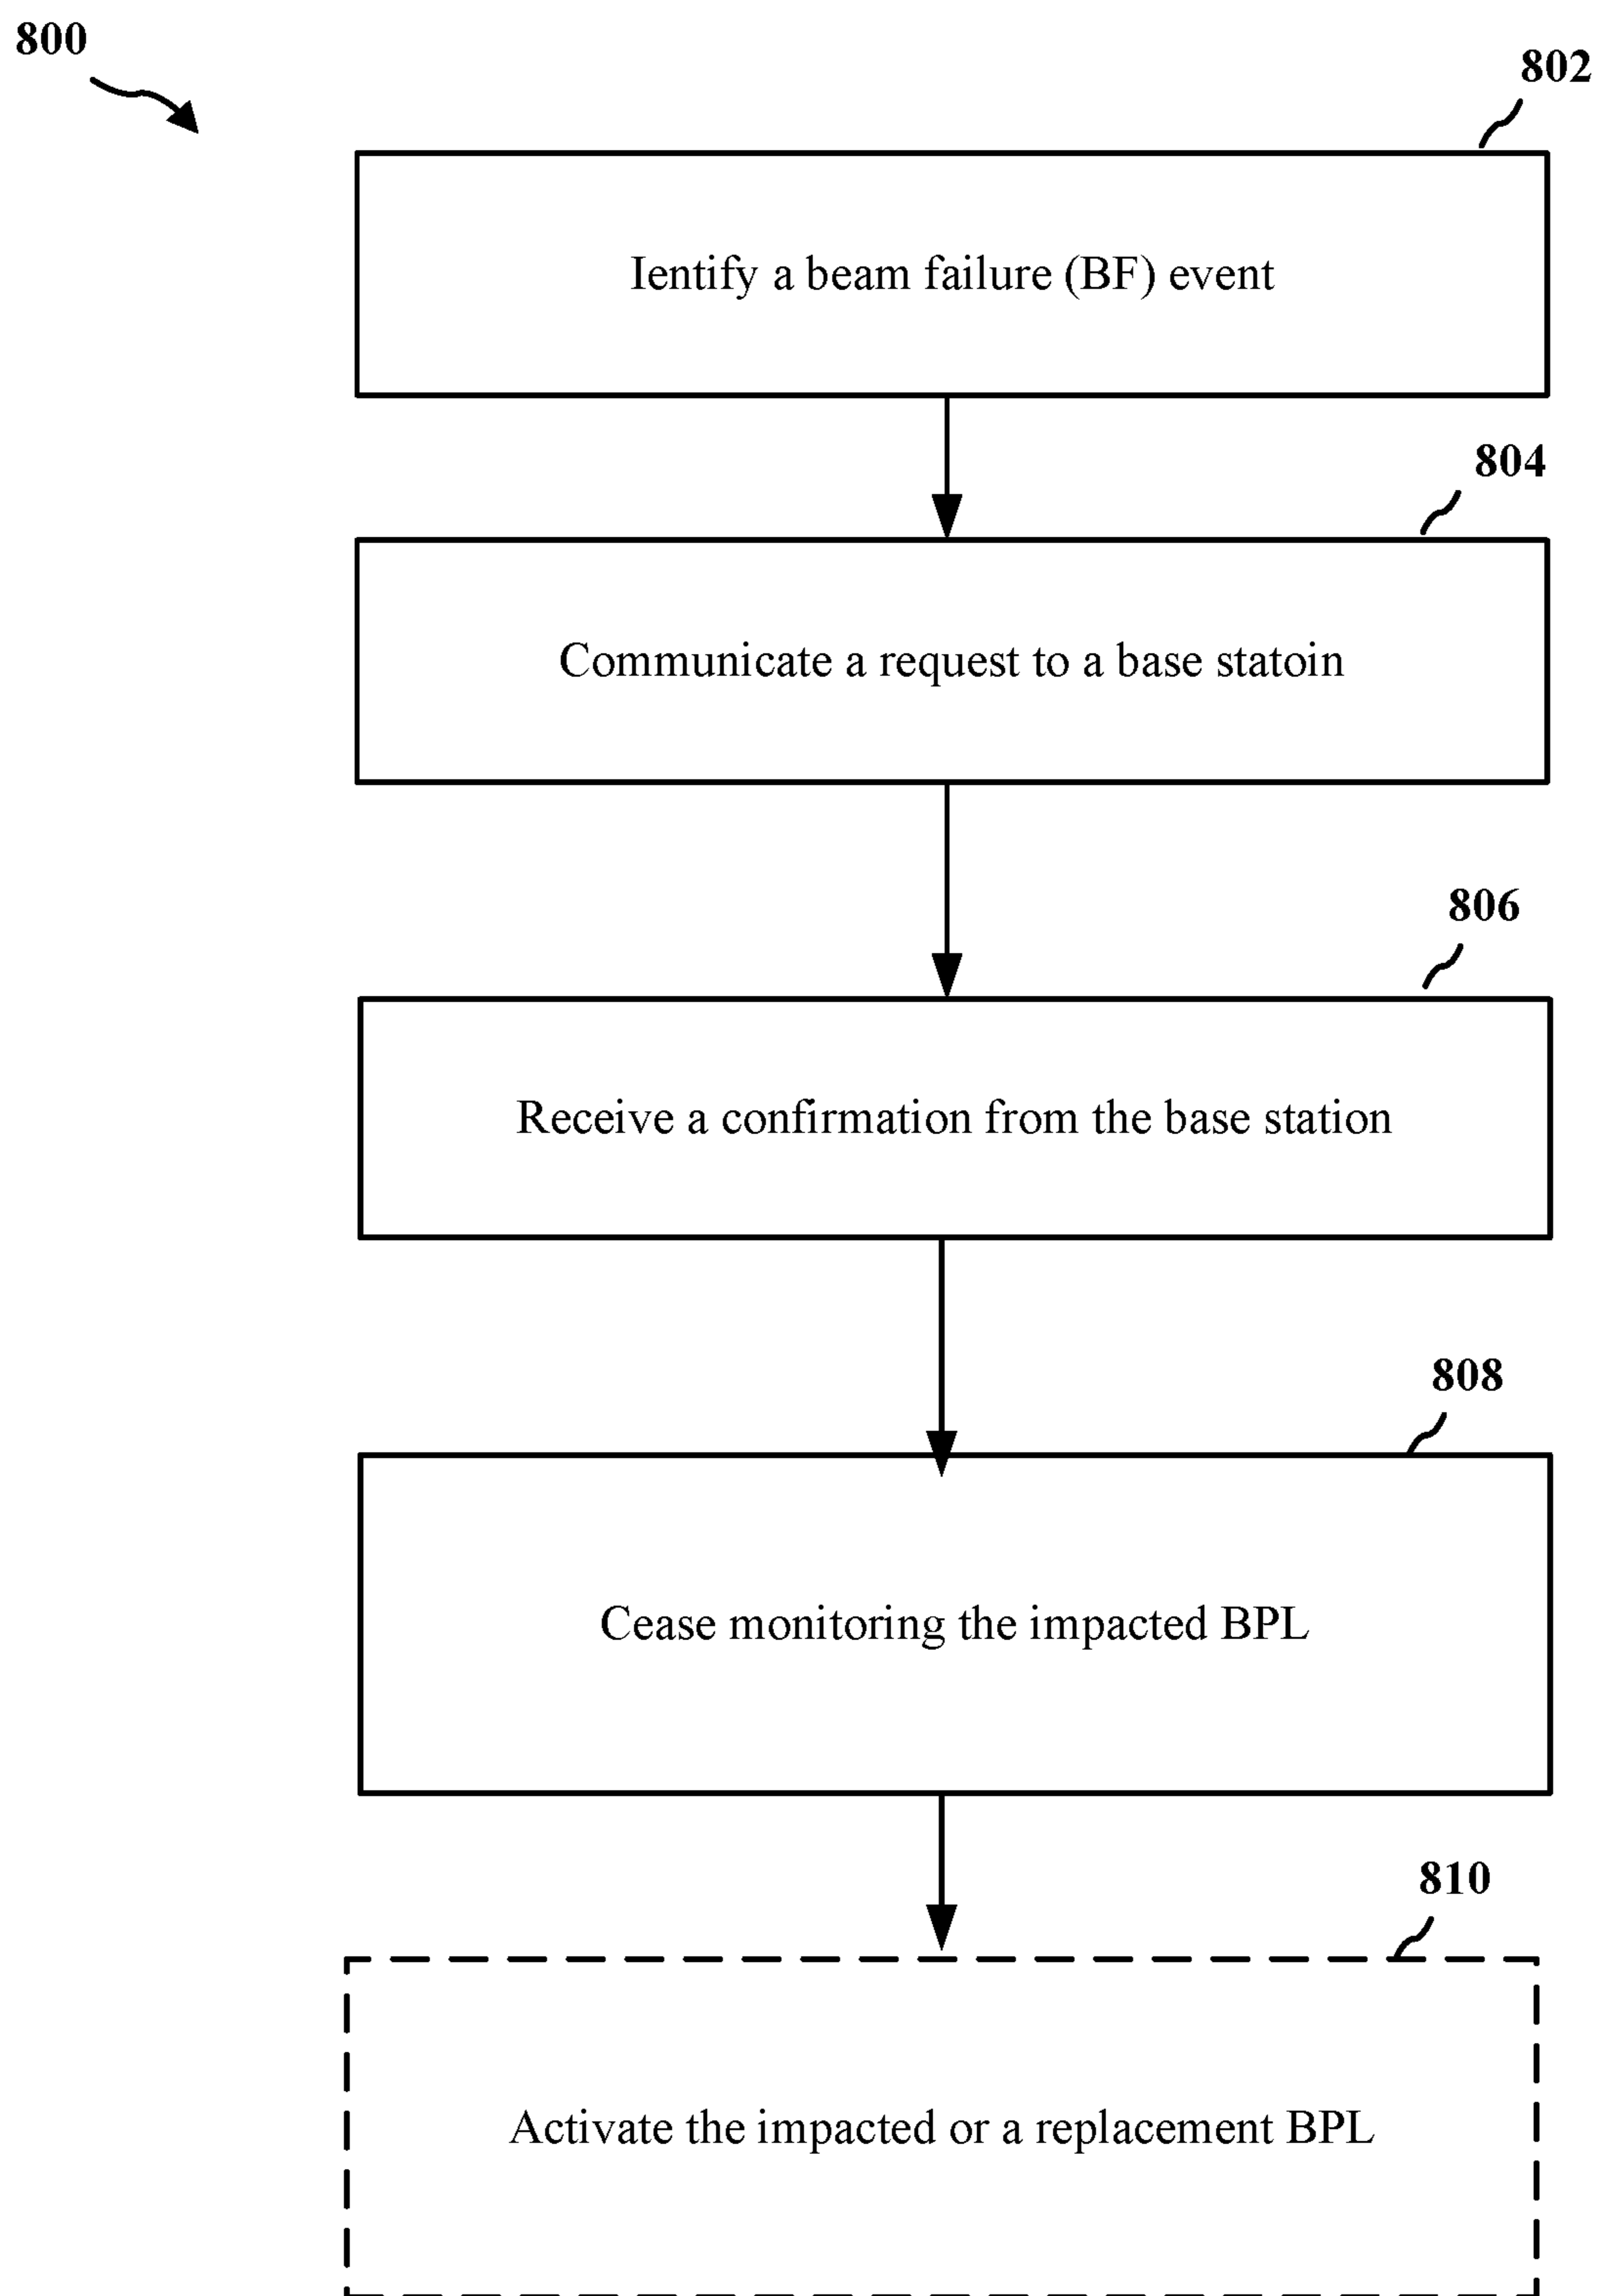 800
802
Ientify a beam failure (BF) event
804
Communicate a request to a base statoin
806
Receive a confirmation from the base station
808
Cease monitoring the impacted BPL
810
Activate the impacted or a replacement BPL